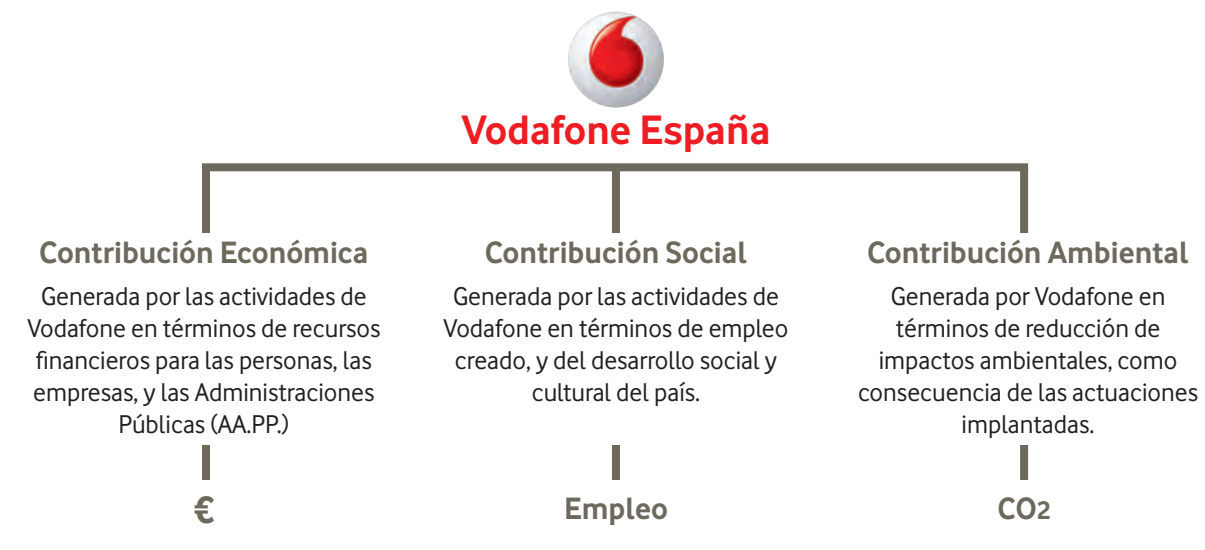 Vodafone España
Contribución Económica
Generada por las actividades de
Vodafone en términos de recursos
financieros para las personas, las
empresas, y las Administraciones
Públicas (AA.PP.)
€
Contribución Social
Generada por las actividades de
Vodafone en términos de empleo
creado, y del desarrollo social y
cultural del país.
Empleo
Contribución Ambiental
Generada por Vodafone en
términos de reducción de
impactos ambientales, como
consecuencia de las actuaciones
implantadas.
CO2